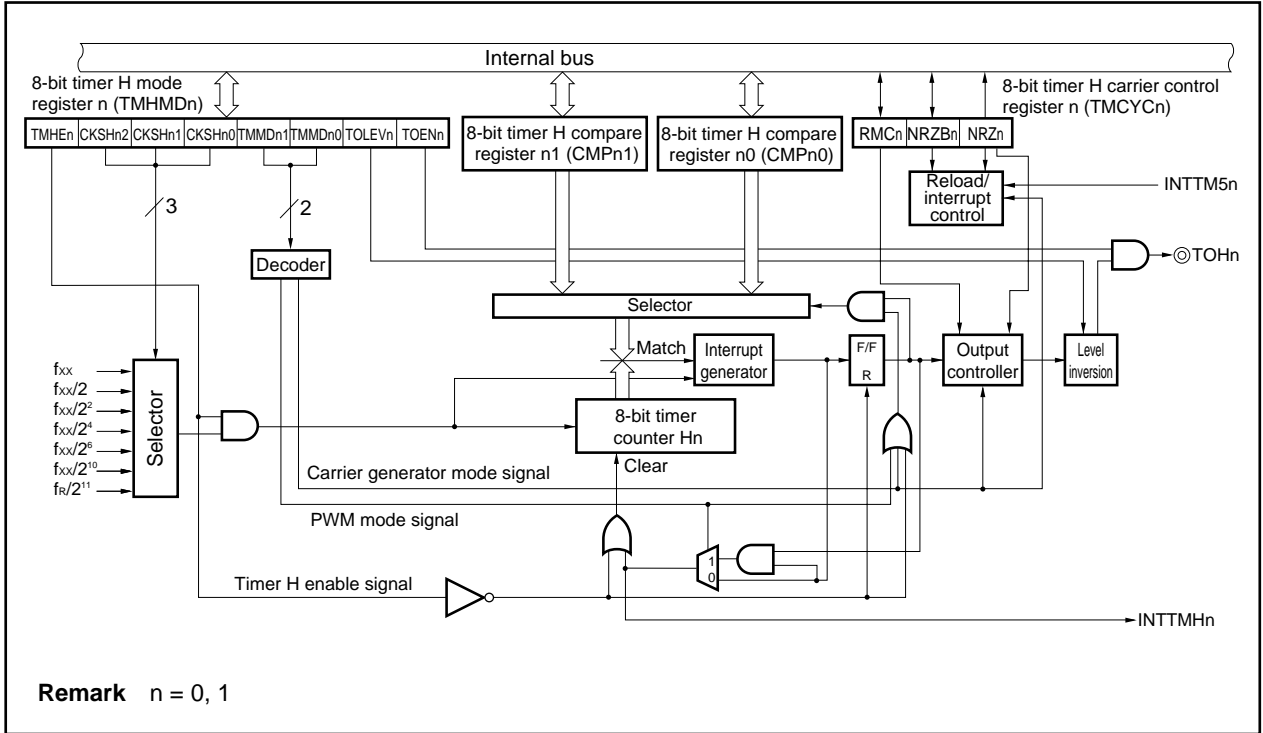 Internal bus
8-bit timer H mode
register n (TMHMDn)
8-bit timer H carrier control
register n (TMCYCn)
TMHEn CKSHn2 CKSHn1 CKSHn0 TMMDn1 TMMDn0 TOLEVn TOENn
8-bit timer H compare
register n1 (CMPn1)
8-bit timer H compare
register n0 (CMPn0)
RMCn NRZBn NRZn
Reload/
interrupt
control
INTTM5n
3
2
Decoder
TOHn
Selector
Match
Interrupt
generator
F/F
R
Output
controller
Level
inversion
fXX
fXX/2
fXX/2²
fXX/2⁴
fXX/2⁶
fXX/2¹⁰
fR/2¹¹
Selector
8-bit timer
counter Hn
Carrier generator mode signal
Clear
PWM mode signal
1
0
Timer H enable signal
INTTMHn
Remark n = 0, 1